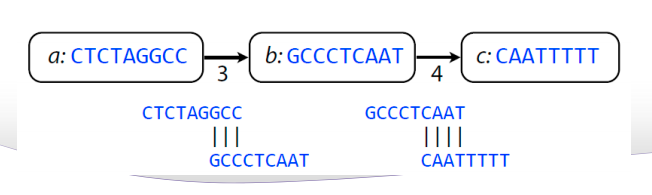 a: CTCTAGGCC b: GCCCTCAAT c: CAATTTTT
3 4
CTCTAGGCC GCCCTCAAT
||| ||||
GCCCTCAAT CAATTTTT